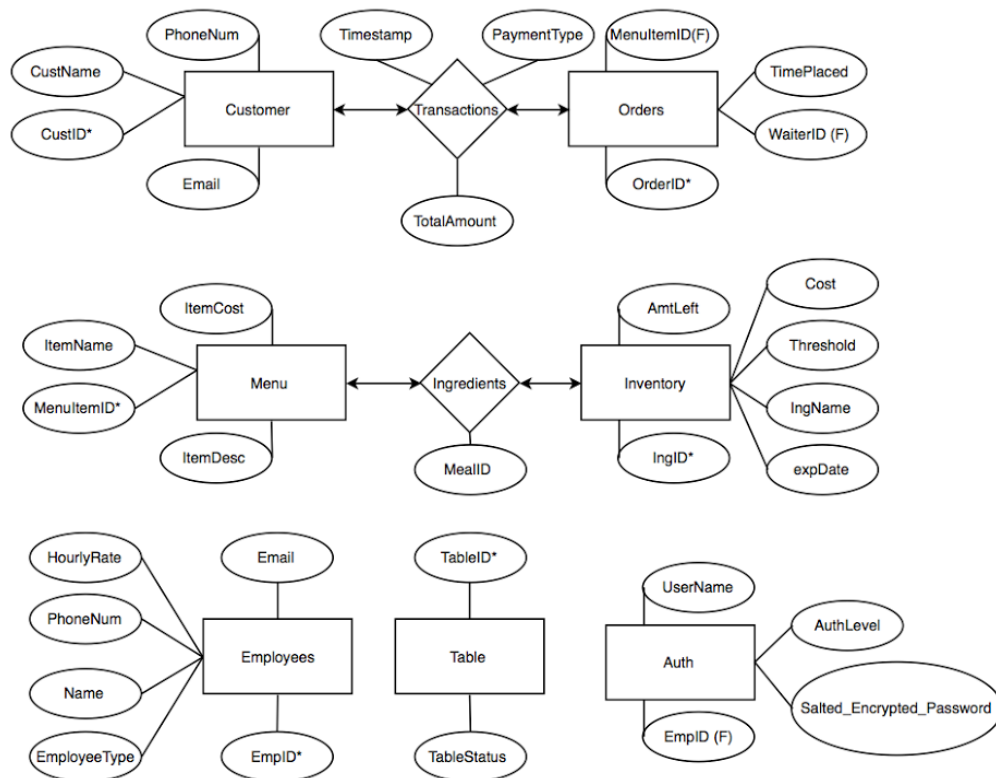 PhoneNum
Timestamp
PaymentType
MenuItemID(F)
CustName
TimePlaced
Customer
Transactions
Orders
CustID*
WaiterID (F)
Email
OrderID*
TotalAmount
Cost
ItemCost
AmtLeft
ItemName
Threshold
Menu
Ingredients
Inventory
MenuItemID*
IngName
ItemDesc
MealID
IngID*
expDate
HourlyRate
Email
TableID*
UserName
PhoneNum
AuthLevel
Employees
Table
Auth
Name
Salted_Encrypted_Password
EmployeeType
EmpID*
TableStatus
EmpID (F)